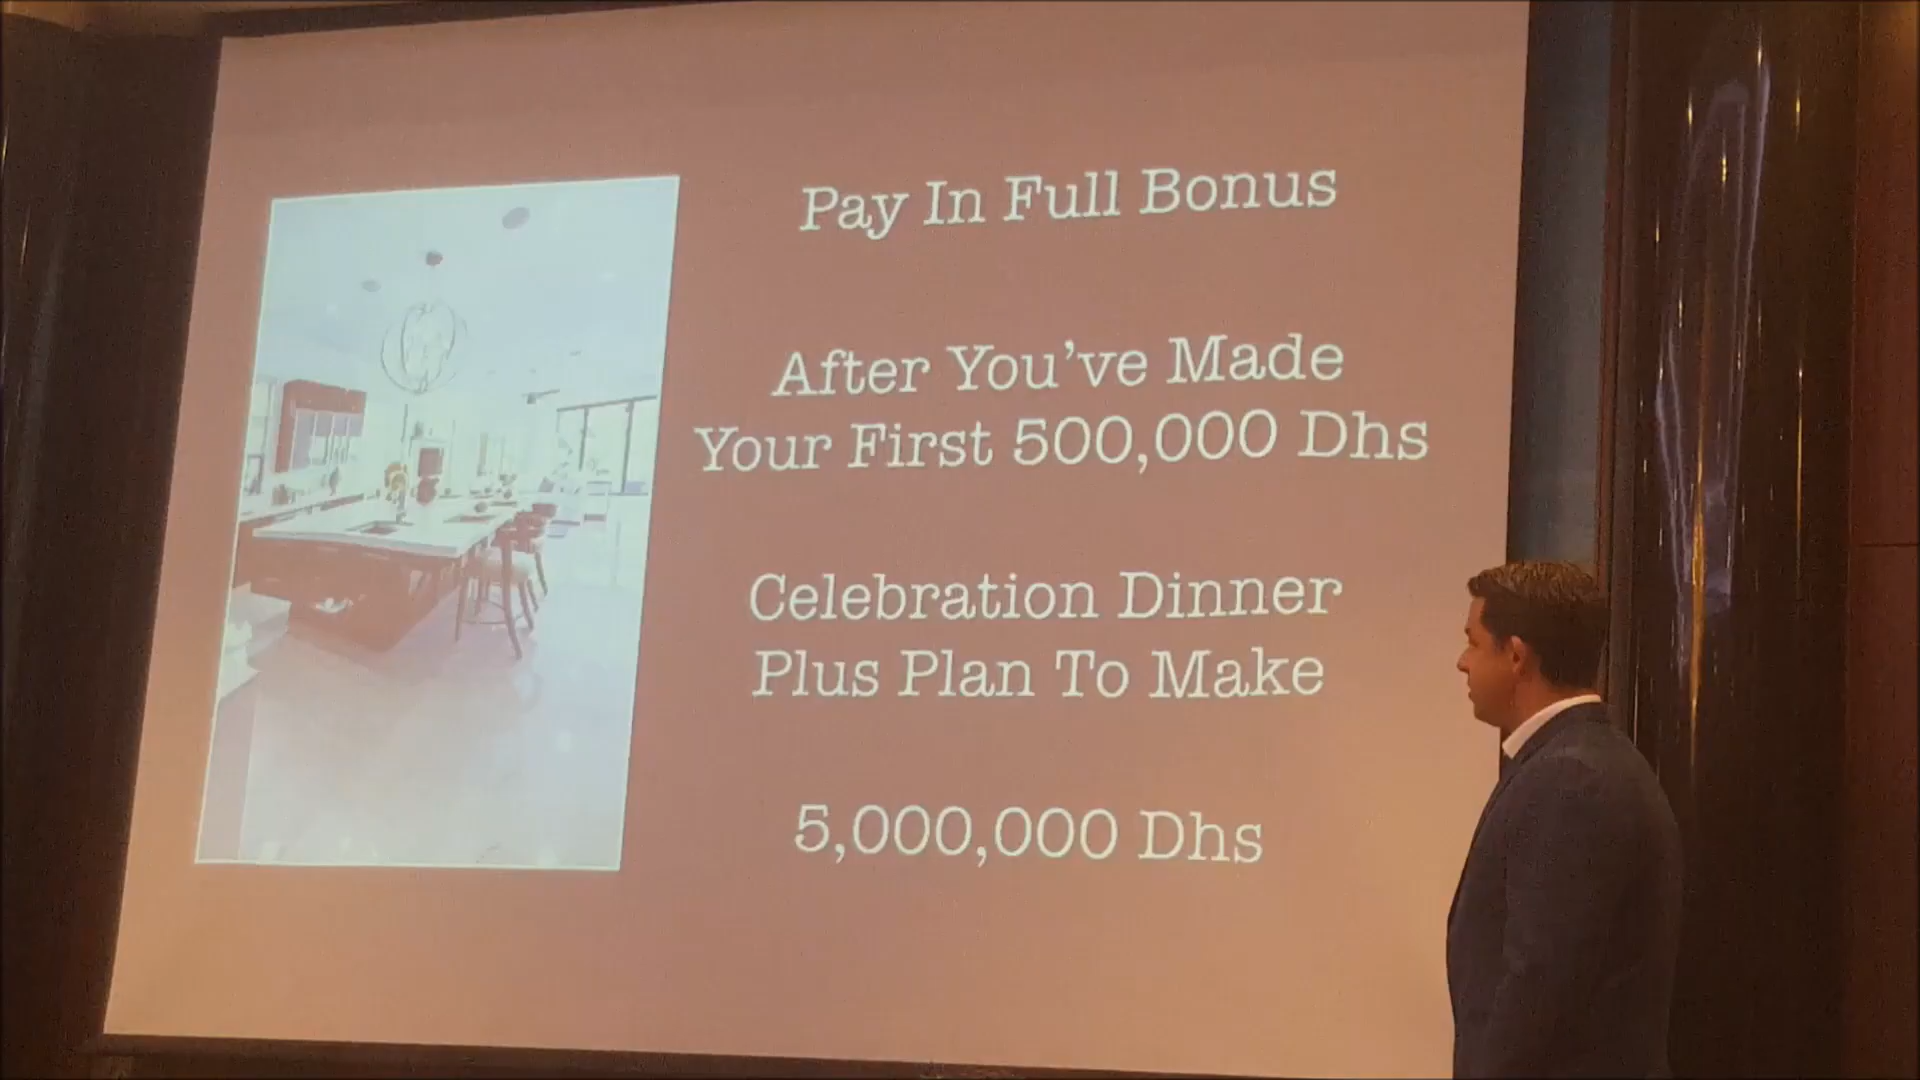 Pay In Full Bonus
After You've Made
Your First 500,000 Dhs
Celebration Dinner
Plus Plan To Make
5,000,000 Dhs